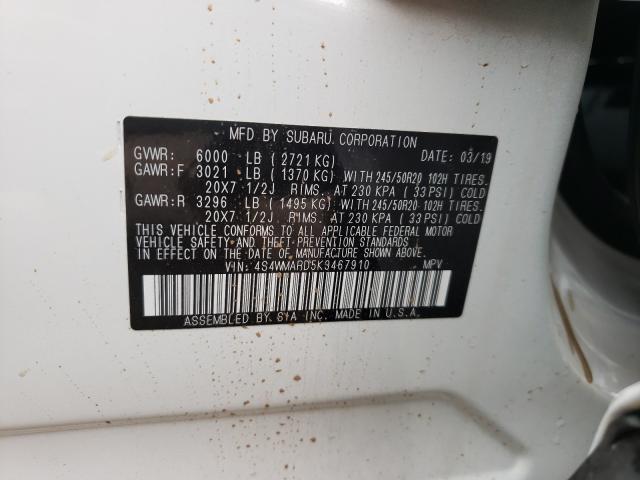 MFD BY SUBARU CORPORATION
GVWR: 6000 LB (2721 KG) DATE: 03/19
GAWR:F 3021 LB (1370 KG) WITH 245/50R20 102H TIRES.
20X7 1/2J RIMS. AT 230 KPA (33 PSI) COLD
GAWR:R 3296 LB (1495 KG) WITH 245/50R20 102H TIRES.
20X7 1/2J RIMS. AT 230 KPA (33 PSI) COLD
THIS VEHICLE CONFORMS TO ALL APPLICABLE FEDERAL MOTOR
VEHICLE SAFETY AND THEFT PREVENTION STANDARDS
IN EFFECT ON THE DATE OF MANUFACTURE SHOWN ABOVE.
VIN: 4S4WMARD5K3467910 MPV
ASSEMBLED BY SIA INC. MADE IN U.S.A.